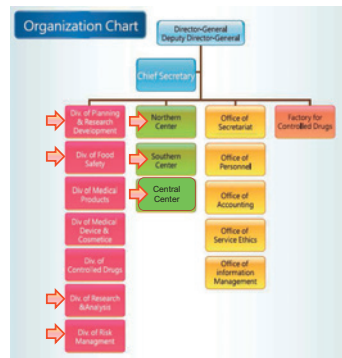 Organization Chart
Director-General
Deputy Director-General
Chief Secretary
Div. of Planning
& Research
Development
Div. of Food
Safety
Div. of Medical
Products
Div. of Medical
Device &
Cosmetice
Div. of
Controlled Drugs
Div. of Research
&Analysis
Div. of Risk
Managment
Northern
Center
Southern
Center
Central
Center
Office of
Secretariat
Office of
Personnel
Office of
Accounting
Office of
Service Ethics
Office of
information
Management
Factory for
Controlled Drugs